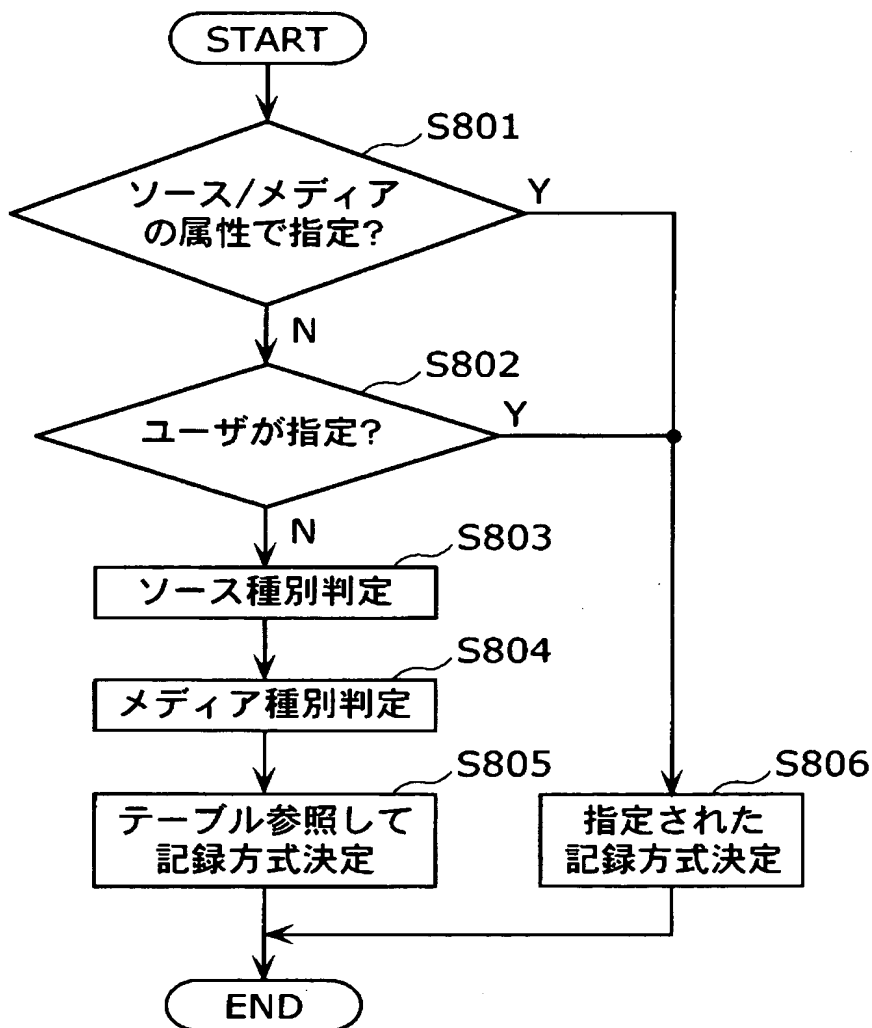 START
S801
ソース/メディア
の属性で指定?
Y
N
S802
ユーザが指定?
Y
N
S803
ソース種別判定
S804
メディア種別判定
S805
テーブル参照して
記録方式決定
S806
指定された
記録方式決定
END